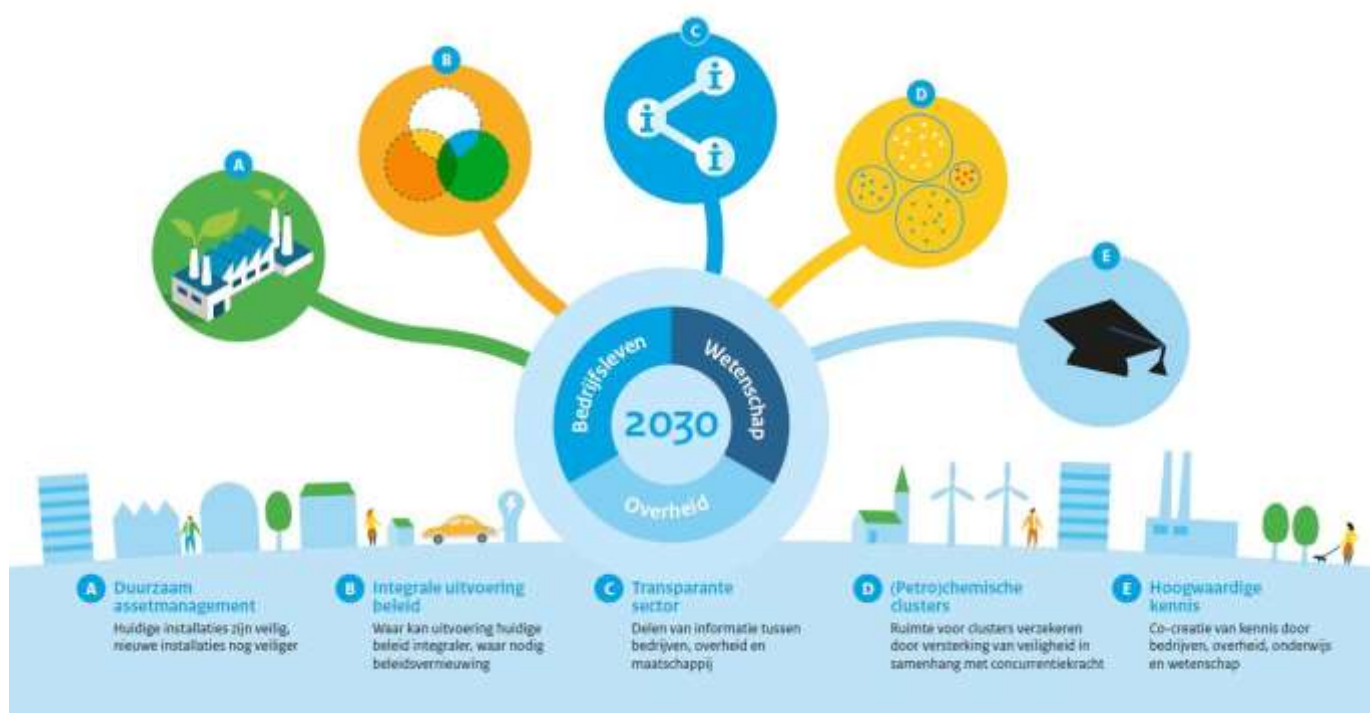 A
B
C
D
E
Bedrijfsleven
Wetenschap
2030
Overheid
A Duurzaam
assetmanagement
Huidige installaties zijn veilig,
nieuwe installaties nog veiliger
B Integrale uitvoering
beleid
Waar kan uitvoering huidige
beleid integraler, waar nodig
beleidsvernieuwing
C Transparante
sector
Delen van informatie tussen
bedrijven, overheid en
maatschappij
D (Petro)chemische
clusters
Ruimte voor clusters verzekeren
door versterking van veiligheid in
samenhang met concurrentiekracht
E Hoogwaardige
kennis
Co-creatie van kennis door
bedrijven, overheid, onderwijs
en wetenschap